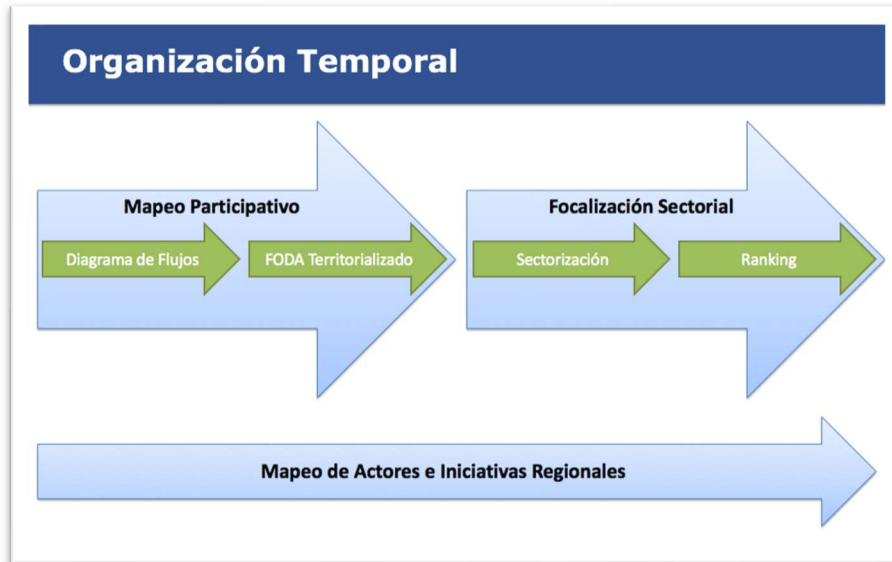 Organización Temporal
Mapeo Participativo
Diagrama de Flujos
FODA Territorializado
Focalización Sectorial
Sectorización
Ranking
Mapeo de Actores e Iniciativas Regionales